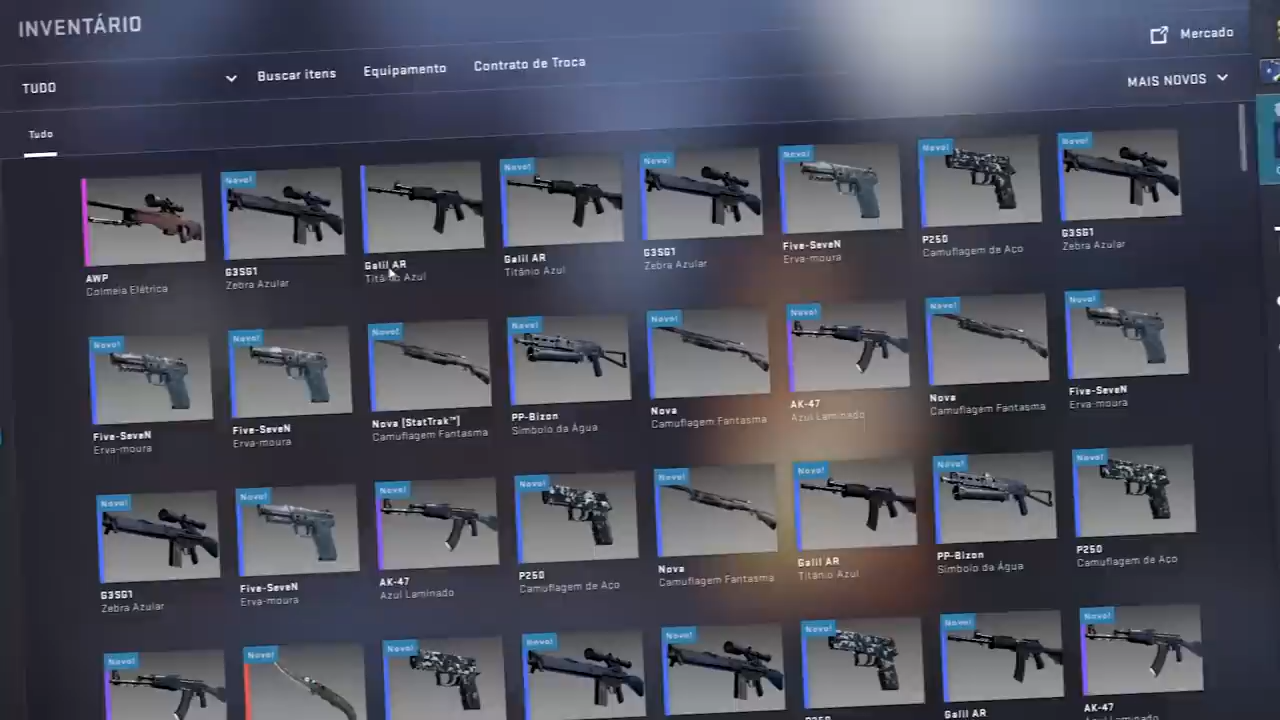 INVENTÁRIO
Mercado
TUDO
Buscar itens
Equipamento
Contrato de Troca
MAIS NOVOS
Tudo
Novo!
Novo!
Novo!
Novo!
Novo!
Novo!
AWP
Colmeia Elétrica
G3SG1
Zebra Azular
Galil AR
Titânio Azul
Galil AR
Titânio Azul
G3SG1
Zebra Azular
Five-SeveN
Erva-moura
P250
Camuflagem de Aço
G3SG1
Zebra Azular
Novo!
Novo!
Novo!
Novo!
Novo!
Novo!
Novo!
Novo!
Five-SeveN
Erva-moura
Five-SeveN
Erva-moura
Nova [StatTrak™]
Camuflagem Fantasma
PP-Bizon
Símbolo da Água
Nova
Camuflagem Fantasma
AK-47
Azul Laminado
Nova
Camuflagem Fantasma
Five-SeveN
Erva-moura
Novo!
Novo!
Novo!
Novo!
Novo!
Novo!
Novo!
Novo!
G3SG1
Zebra Azular
Five-SeveN
Erva-moura
AK-47
Azul Laminado
P250
Camuflagem de Aço
Nova
Camuflagem Fantasma
Galil AR
Titânio Azul
PP-Bizon
Símbolo da Água
P250
Camuflagem de Aço
Novo!
Novo!
Novo!
Novo!
Novo!
Novo!
Novo!
Novo!
P250
Galil AR
AK-47
Azul Laminado